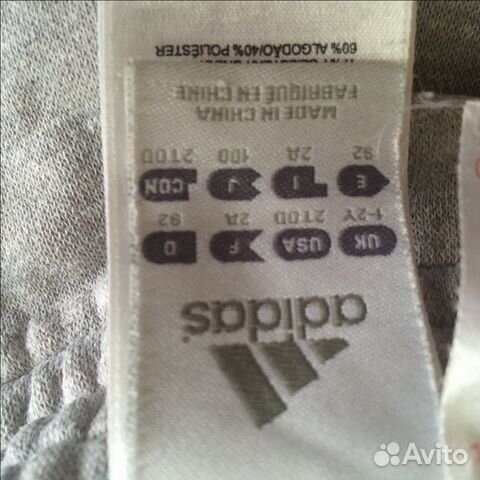 adidas
UK USA F D
1-2Y 2TOD 2A 92
E I J CDN
92 2A 100 2TOD
MADE IN CHINA
FABRIQUÉ EN CHINE
60% ALGODÃO/40% POLIÉSTER
Avito